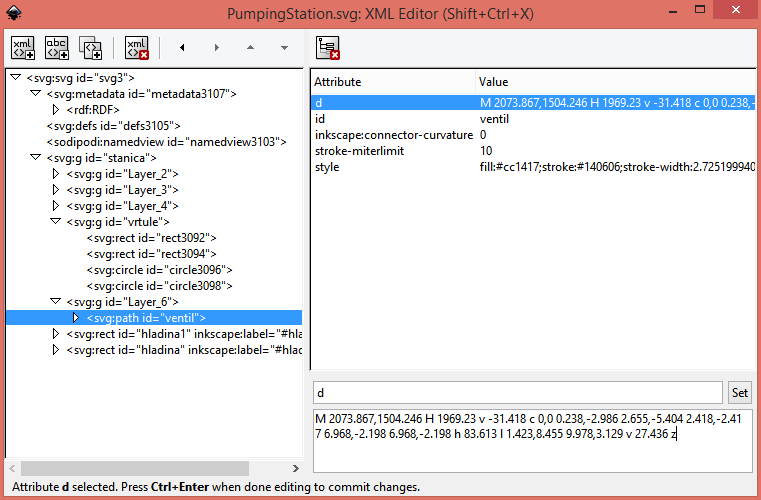 PumpingStation.svg: XML Editor (Shift+Ctrl+X)
<svg:svg id="svg3">
<svg:metadata id="metadata3107">
<rdf:RDF>
<svg:defs id="defs3105">
<sodipodi:namedview id="namedview3103">
<svg:g id="stanica">
<svg:g id="Layer_2">
<svg:g id="Layer_3">
<svg:g id="Layer_4">
<svg:g id="vrtule">
<svg:rect id="rect3092">
<svg:rect id="rect3094">
<svg:circle id="circle3096">
<svg:circle id="circle3098">
<svg:g id="Layer_6">
<svg:path id="ventil">
<svg:rect id="hladina1" inkscape:label="#hla
<svg:rect id="hladina" inkscape:label="#hlad
Attribute Value
d M 2073.867,1504.246 H 1969.23 v -31.418 c 0,0 0.238,-
id ventil
inkscape:connector-curvature 0
stroke-miterlimit 10
style fill:#cc1417;stroke:#140606;stroke-width:2.725199940
d Set
M 2073.867,1504.246 H 1969.23 v -31.418 c 0,0 0.238,-2.986 2.655,-5.404 2.418,-2.41
7 6.968,-2.198 6.968,-2.198 h 83.613 l 1.423,8.455 9.978,3.129 v 27.436 z
Attribute d selected. Press Ctrl+Enter when done editing to commit changes.